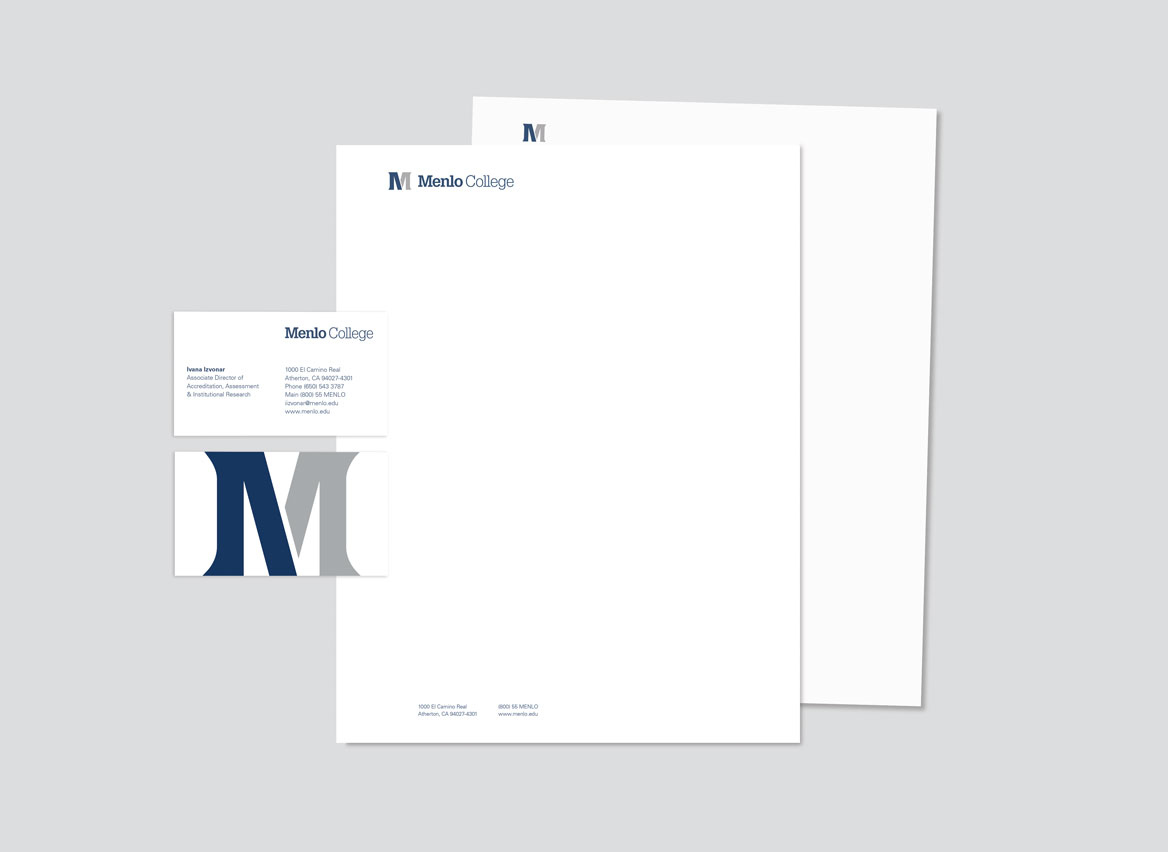 M
M Menlo College
Menlo College
Ivana Izvonar
Associate Director of
Accreditation, Assessment
& Institutional Research
1000 El Camino Real
Atherton, CA 94027-4301
Phone (650) 543 3787
Main (800) 55 MENLO
iizvonar@menlo.edu
www.menlo.edu
M
1000 El Camino Real
Atherton, CA 94027-4301
(800) 55 MENLO
www.menlo.edu